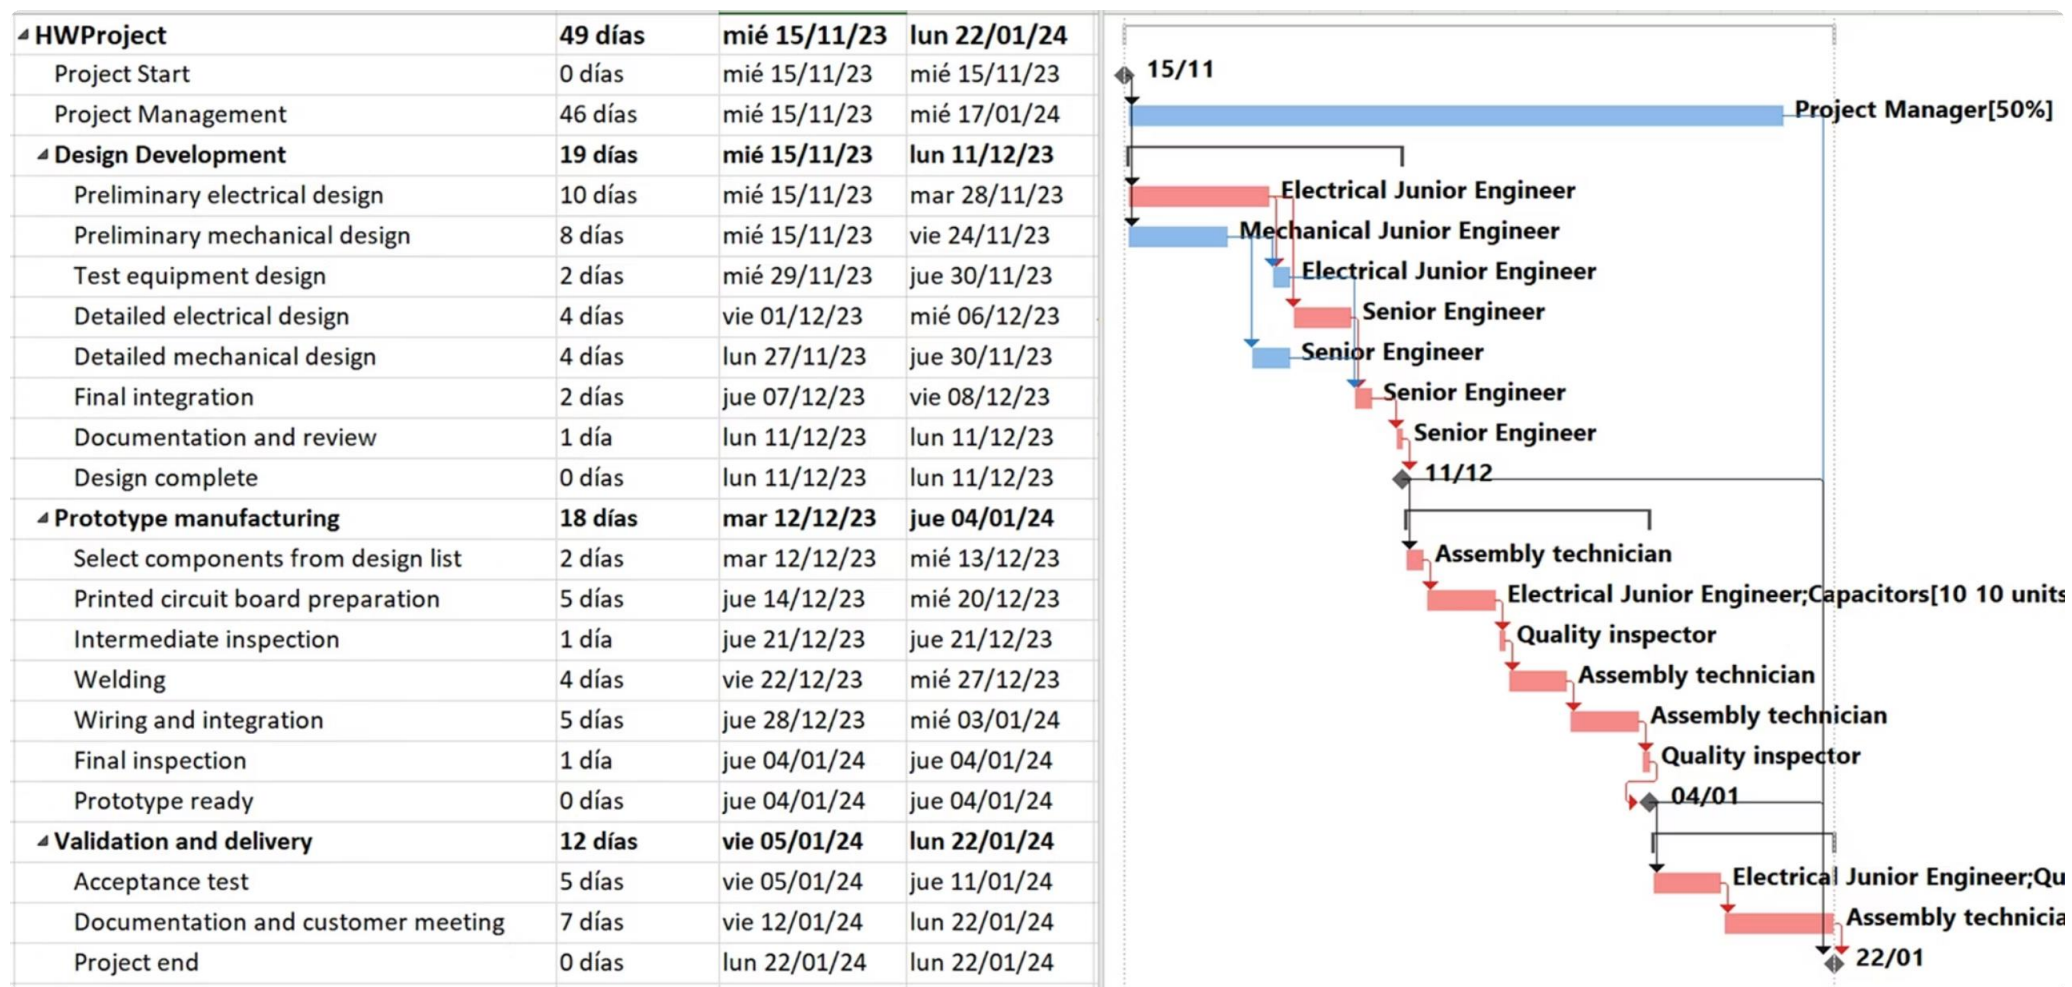 HWProject 49 días mié 15/11/23 lun 22/01/24
Project Start 0 días mié 15/11/23 mié 15/11/23 15/11
Project Management 46 días mié 15/11/23 mié 17/01/24 Project Manager[50%]
Design Development 19 días mié 15/11/23 lun 11/12/23
Preliminary electrical design 10 días mié 15/11/23 mar 28/11/23 Electrical Junior Engineer
Preliminary mechanical design 8 días mié 15/11/23 vie 24/11/23 Mechanical Junior Engineer
Test equipment design 2 días mié 29/11/23 jue 30/11/23 Electrical Junior Engineer
Detailed electrical design 4 días vie 01/12/23 mié 06/12/23 Senior Engineer
Detailed mechanical design 4 días lun 27/11/23 jue 30/11/23 Senior Engineer
Final integration 2 días jue 07/12/23 vie 08/12/23 Senior Engineer
Documentation and review 1 día lun 11/12/23 lun 11/12/23 Senior Engineer
Design complete 0 días lun 11/12/23 lun 11/12/23 11/12
Prototype manufacturing 18 días mar 12/12/23 jue 04/01/24
Select components from design list 2 días mar 12/12/23 mié 13/12/23 Assembly technician
Printed circuit board preparation 5 días jue 14/12/23 mié 20/12/23 Electrical Junior Engineer;Capacitors[10 10 units
Intermediate inspection 1 día jue 21/12/23 jue 21/12/23 Quality inspector
Welding 4 días vie 22/12/23 mié 27/12/23 Assembly technician
Wiring and integration 5 días jue 28/12/23 mié 03/01/24 Assembly technician
Final inspection 1 día jue 04/01/24 jue 04/01/24 Quality inspector
Prototype ready 0 días jue 04/01/24 jue 04/01/24 04/01
Validation and delivery 12 días vie 05/01/24 lun 22/01/24
Acceptance test 5 días vie 05/01/24 jue 11/01/24 Electrical Junior Engineer;Qu
Documentation and customer meeting 7 días vie 12/01/24 lun 22/01/24 Assembly technicia
Project end 0 días lun 22/01/24 lun 22/01/24 22/01